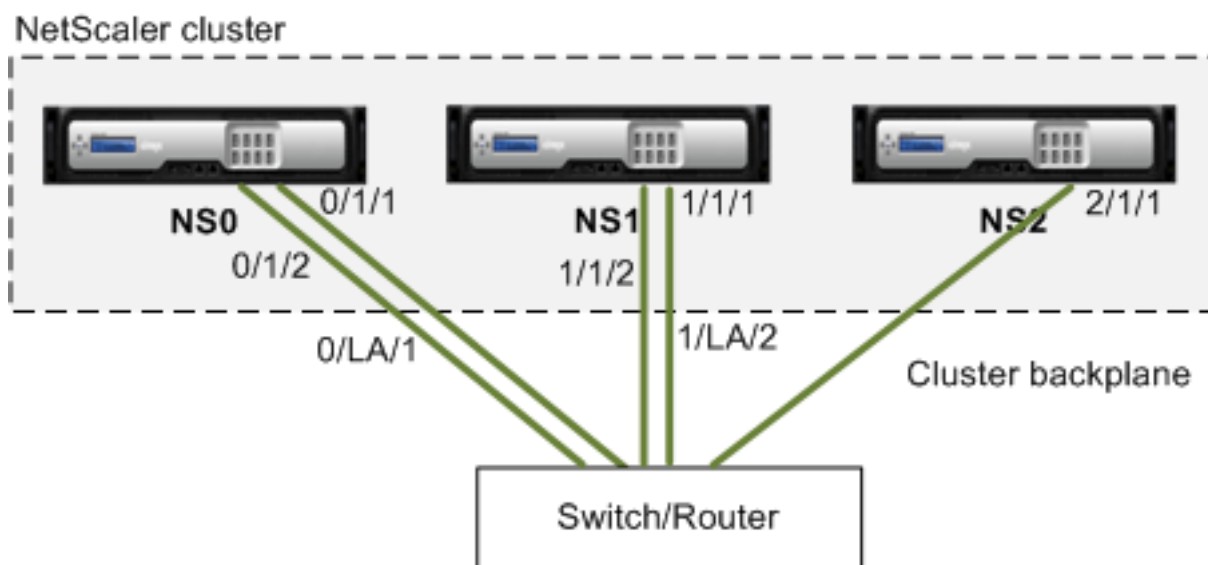 NetScaler cluster
0/1/1
1/1/1
2/1/1
NS0
NS1
NS2
0/1/2
1/1/2
0/LA/1
1/LA/2
Cluster backplane
Switch/Router